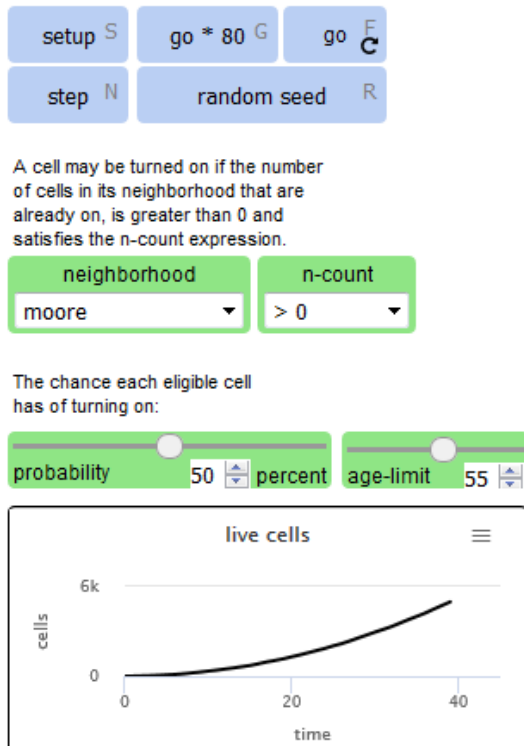 setup S go * 80 G go F
step N random seed R
A cell may be turned on if the number
of cells in its neighborhood that are
already on, is greater than 0 and
satisfies the n-count expression.
neighborhood n-count
moore > 0
The chance each eligible cell
has of turning on:
probability 50 percent age-limit 55
live cells
6k
cells
0
0 20 40
time